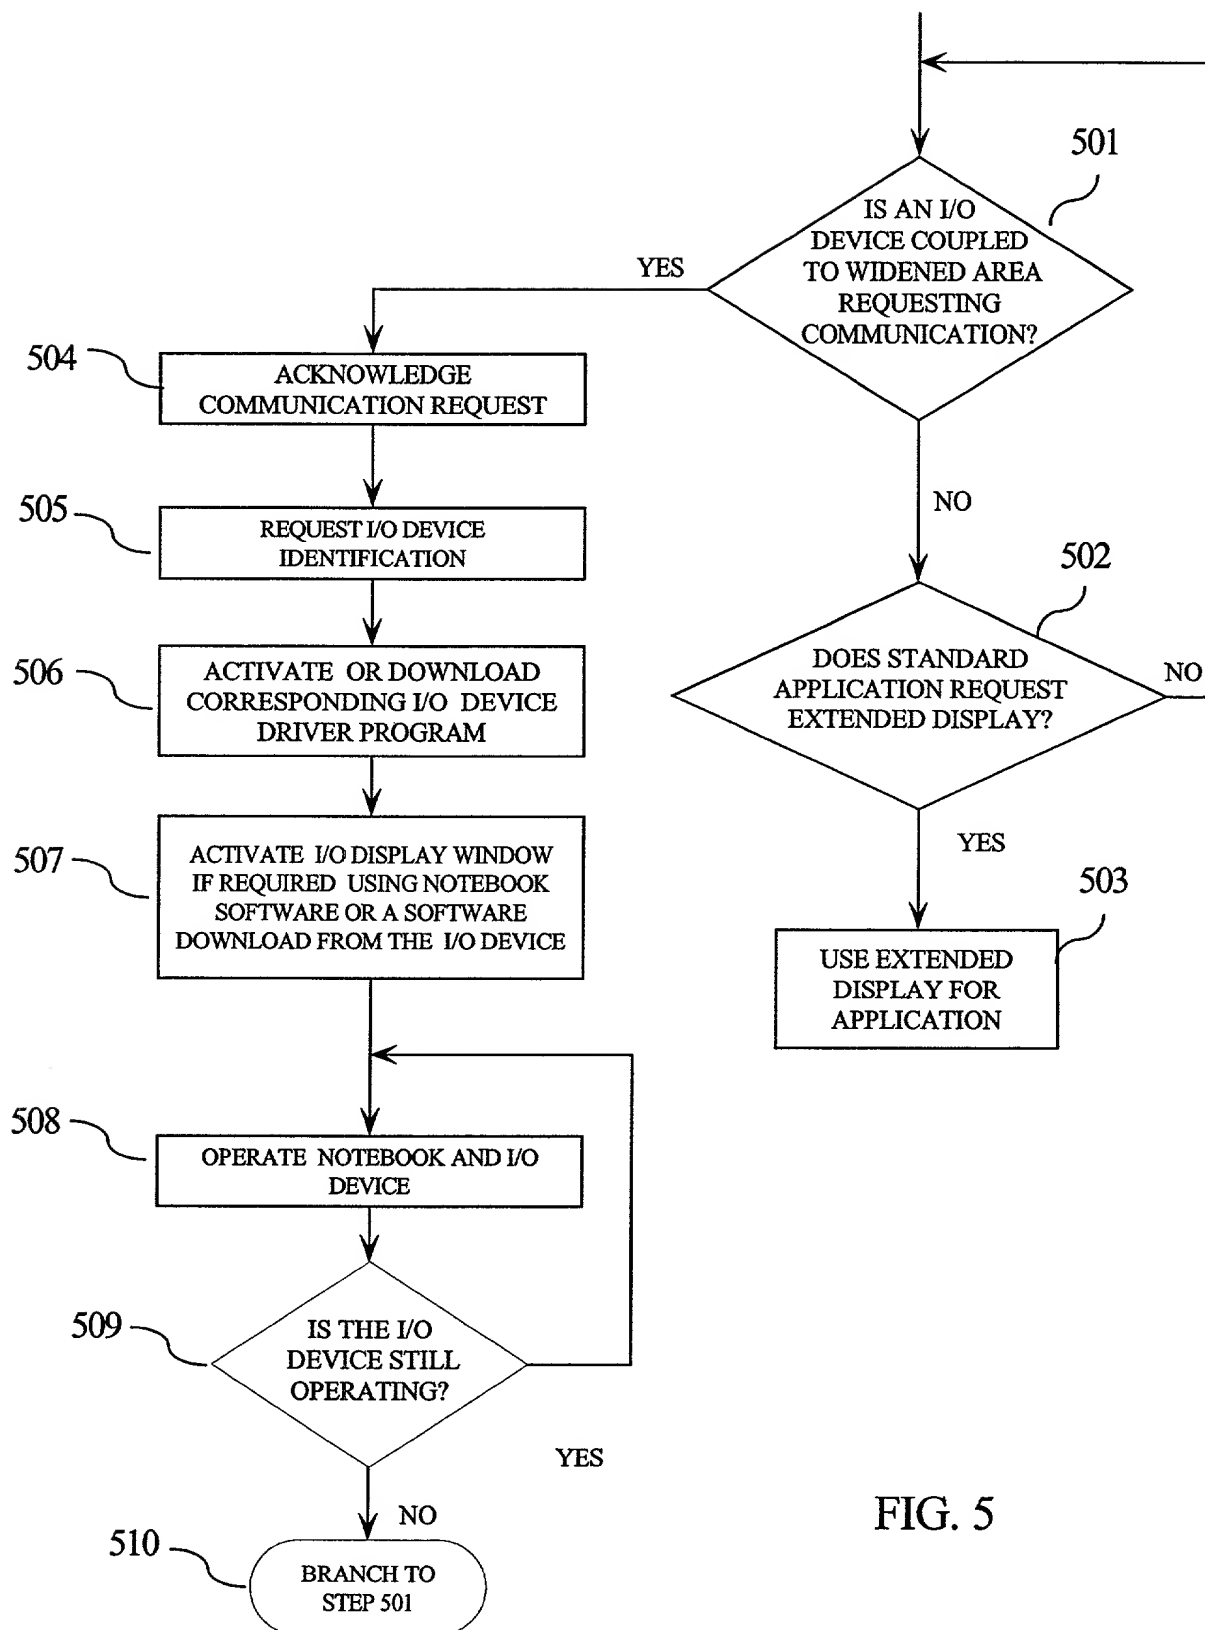 501
IS AN I/O
DEVICE COUPLED
TO WIDENED AREA
REQUESTING
COMMUNICATION?
YES
504
ACKNOWLEDGE
COMMUNICATION REQUEST
NO
505
REQUEST I/O DEVICE
IDENTIFICATION
502
DOES STANDARD
APPLICATION REQUEST
EXTENDED DISPLAY?
NO
506
ACTIVATE OR DOWNLOAD
CORRESPONDING I/O DEVICE
DRIVER PROGRAM
YES
507
ACTIVATE I/O DISPLAY WINDOW
IF REQUIRED USING NOTEBOOK
SOFTWARE OR A SOFTWARE
DOWNLOAD FROM THE I/O DEVICE
503
USE EXTENDED
DISPLAY FOR
APPLICATION
508
OPERATE NOTEBOOK AND I/O
DEVICE
509
IS THE I/O
DEVICE STILL
OPERATING?
YES
NO
510
BRANCH TO
STEP 501
FIG. 5